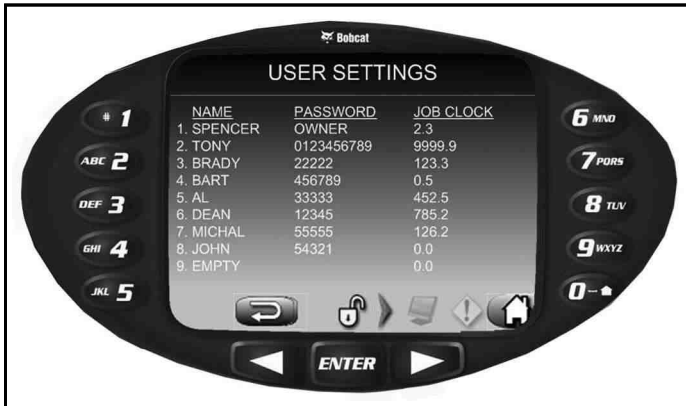 Bobcat
USER SETTINGS
NAME PASSWORD JOB CLOCK
1. SPENCER OWNER 2.3
2. TONY 0123456789 9999.9
3. BRADY 22222 123.3
4. BART 456789 0.5
5. AL 33333 452.5
6. DEAN 12345 785.2
7. MICHAL 55555 126.2
8. JOHN 54321 0.0
9. EMPTY 0.0
# 1
ABC 2
DEF 3
GHI 4
JKL 5
6 MNO
7 PQRS
8 TUV
9 WXYZ
0
ENTER